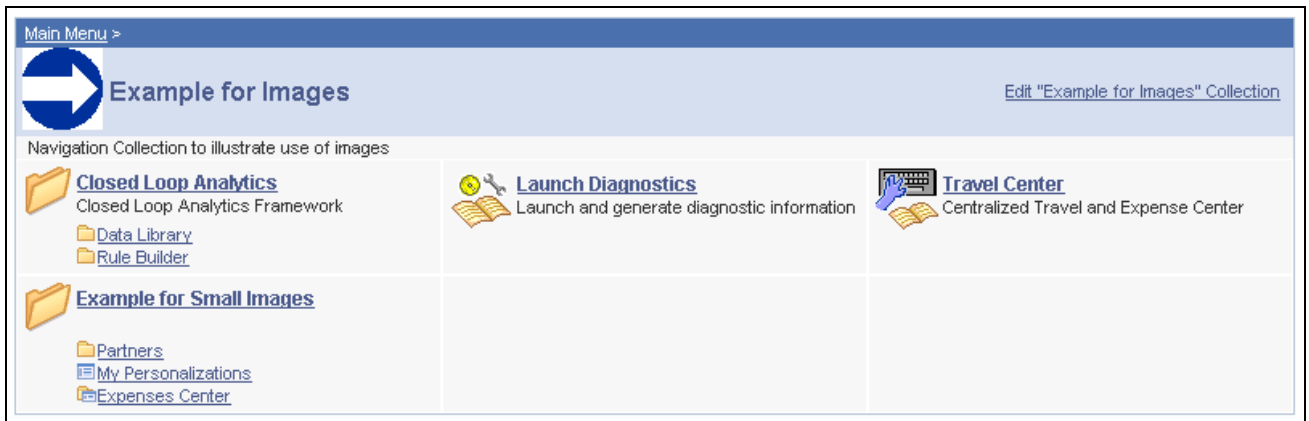 Main Menu >
Example for Images
Edit "Example for Images" Collection
Navigation Collection to illustrate use of images
Closed Loop Analytics
Closed Loop Analytics Framework
Data Library
Rule Builder
Launch Diagnostics
Launch and generate diagnostic information
Travel Center
Centralized Travel and Expense Center
Example for Small Images
Partners
My Personalizations
Expenses Center